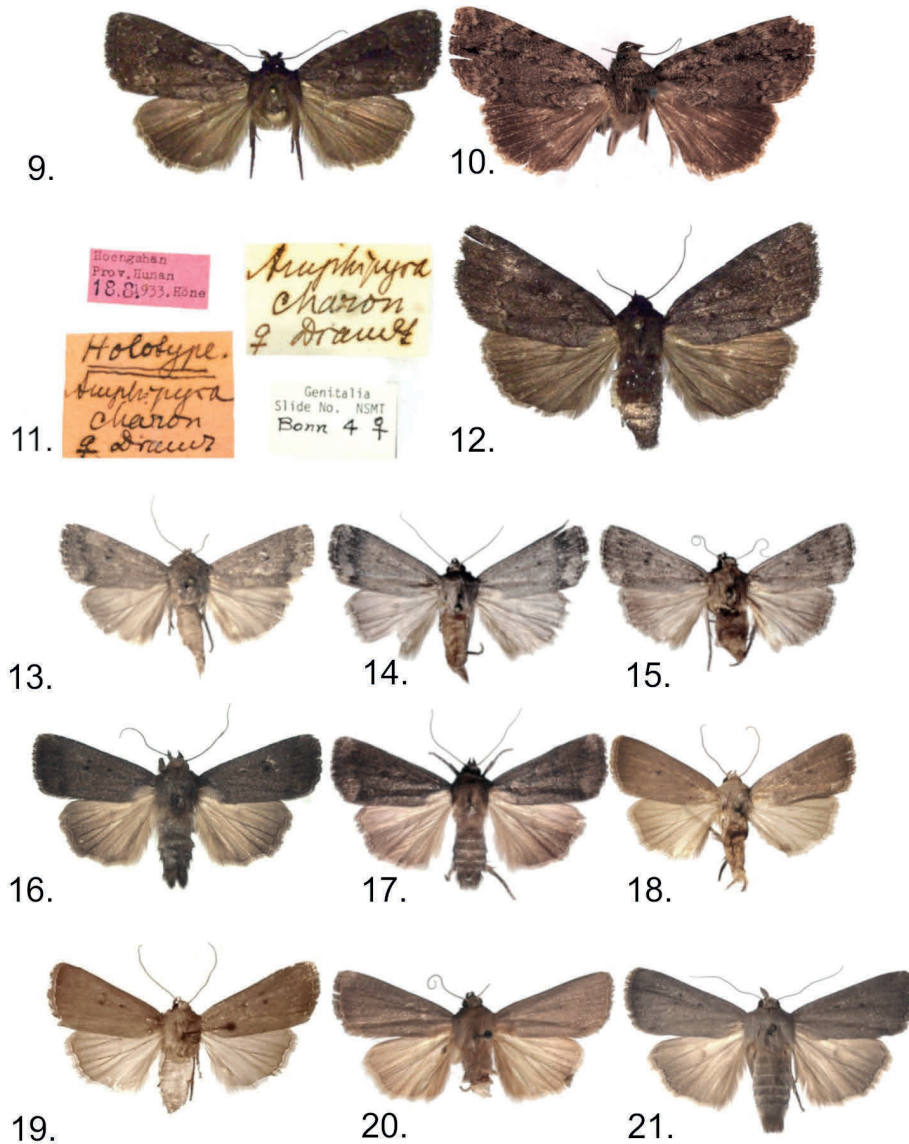 9.
10.
Hoengshan
Prov. Hunan
18.8.1933. Höne
Amphipyra
charon
♀ Draudt
Holotype.
Amphipyra
charon
♀ Draudt
Genitalia
Slide No. NSMT
Bonn 4 ♀
11.
12.
13.
14.
15.
16.
17.
18.
19.
20.
21.